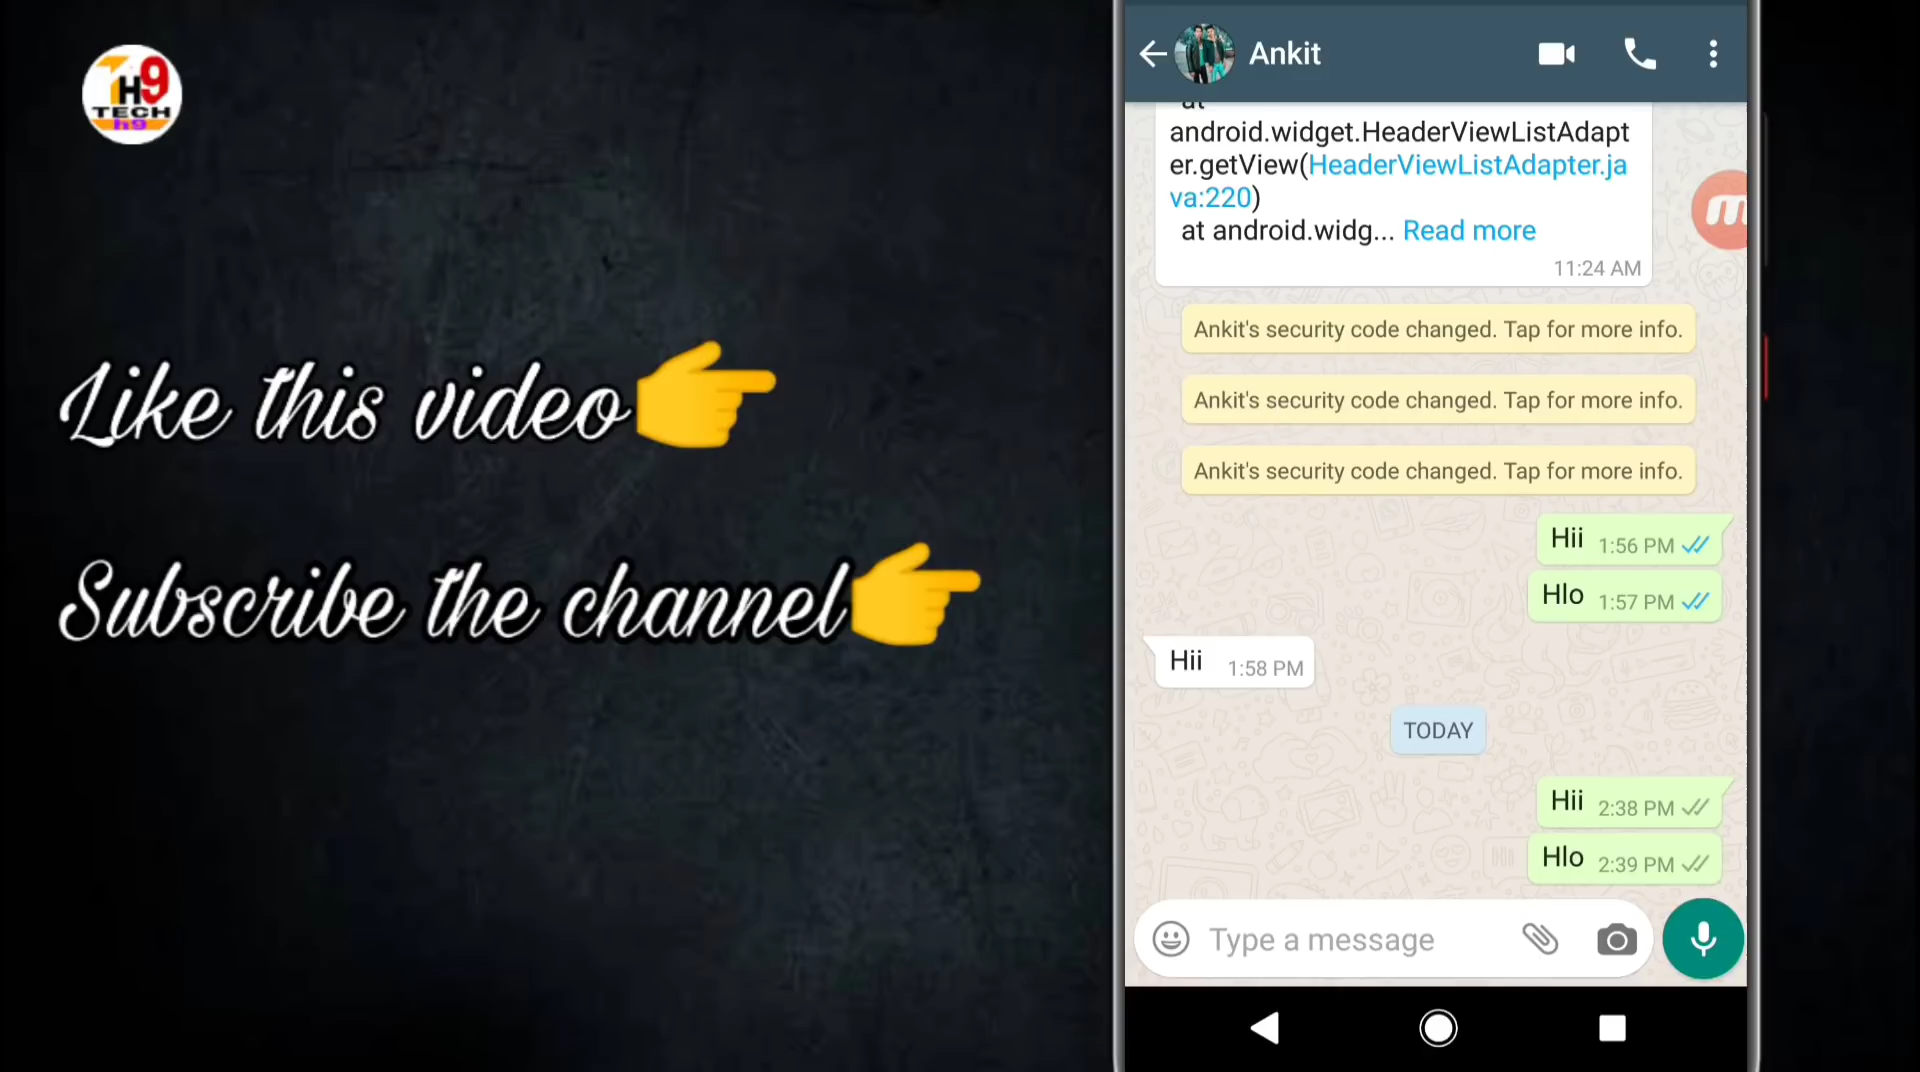 H9
TECH
h9
Like this video
Subscribe the channel
Ankit
at
android.widget.HeaderViewListAdapt
er.getView(HeaderViewListAdapter.ja
va:220)
at android.widg... Read more
11:24 AM
Ankit's security code changed. Tap for more info.
Ankit's security code changed. Tap for more info.
Ankit's security code changed. Tap for more info.
Hii 1:56 PM
Hlo 1:57 PM
Hii 1:58 PM
TODAY
Hii 2:38 PM
Hlo 2:39 PM
Type a message